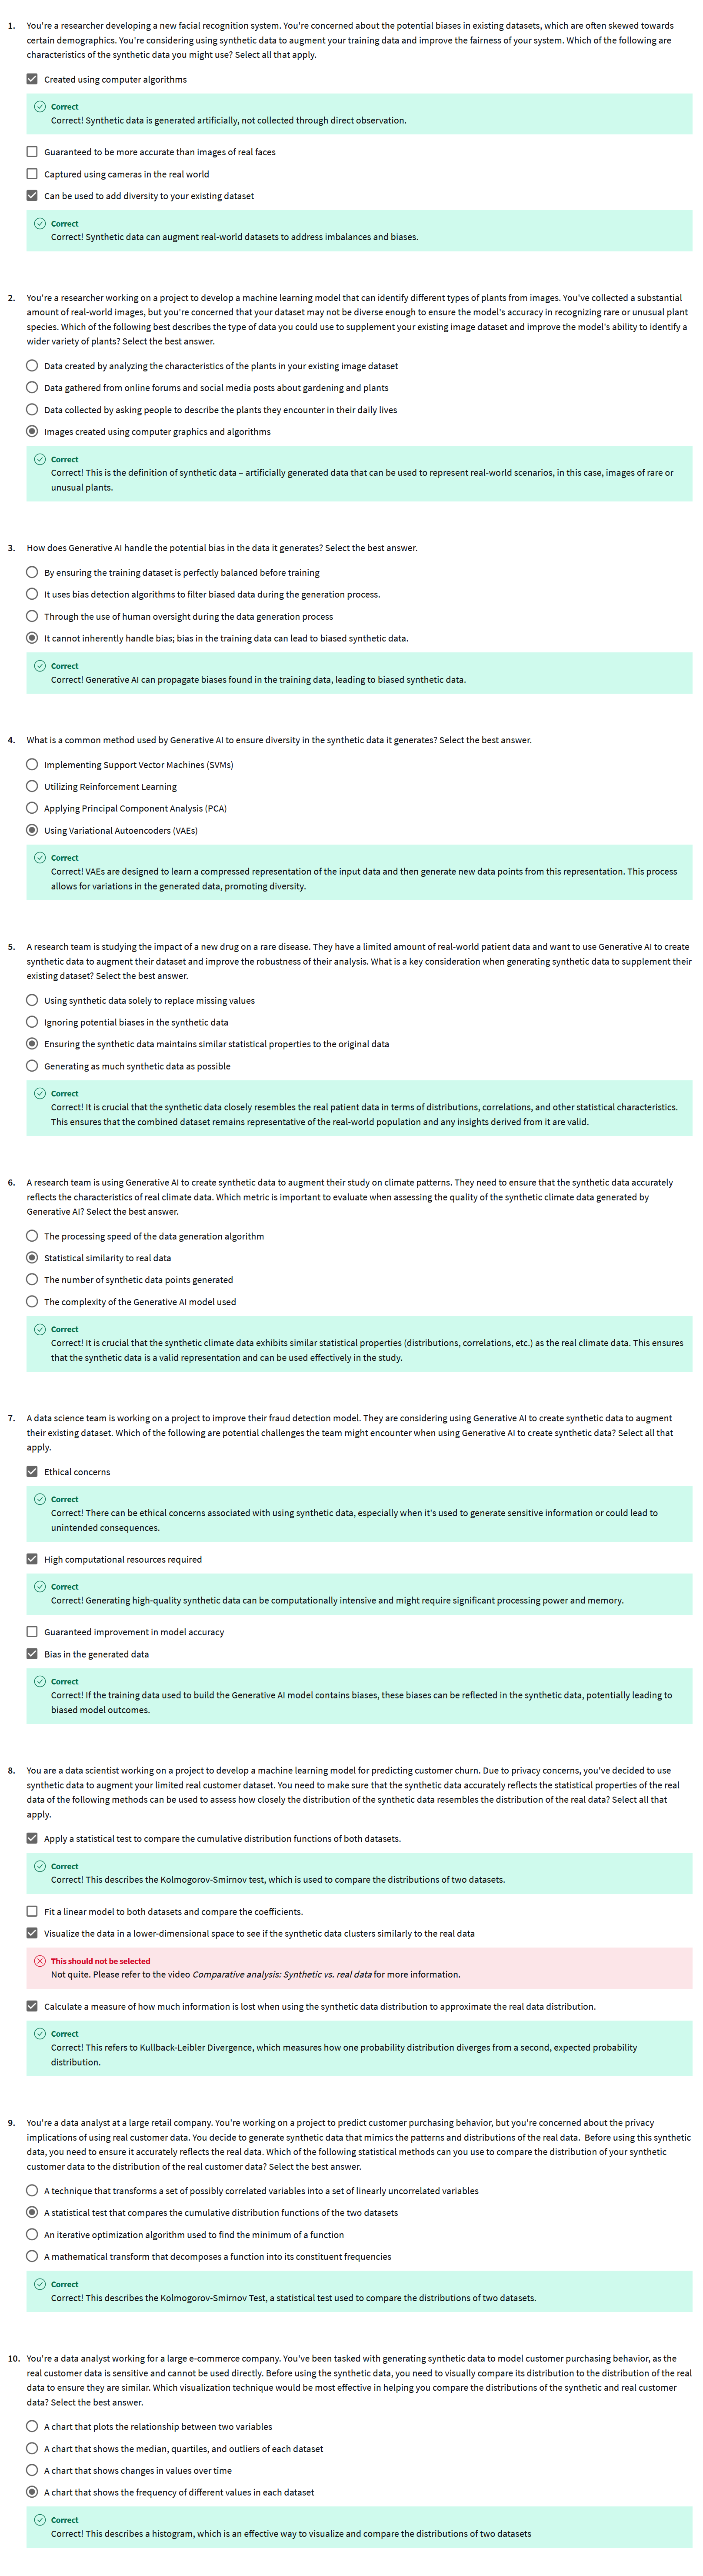 1. You're a researcher developing a new facial recognition system. You're concerned about the potential biases in existing datasets, which are often skewed towards
certain demographics. You're considering using synthetic data to augment your training data and improve the fairness of your system. Which of the following are
characteristics of the synthetic data you might use? Select all that apply.
Created using computer algorithms
Correct
Correct! Synthetic data is generated artificially, not collected through direct observation.
Guaranteed to be more accurate than images of real faces
Captured using cameras in the real world
Can be used to add diversity to your existing dataset
Correct
Correct! Synthetic data can augment real-world datasets to address imbalances and biases.
2. You're a researcher working on a project to develop a machine learning model that can identify different types of plants from images. You've collected a substantial
amount of real-world images, but you're concerned that your dataset may not be diverse enough to ensure the model's accuracy in recognizing rare or unusual plant
species. Which of the following best describes the type of data you could use to supplement your existing image dataset and improve the model's ability to identify a
wider variety of plants? Select the best answer.
Data created by analyzing the characteristics of the plants in your existing image dataset
Data gathered from online forums and social media posts about gardening and plants
Data collected by asking people to describe the plants they encounter in their daily lives
Images created using computer graphics and algorithms
Correct
Correct! This is the definition of synthetic data – artificially generated data that can be used to represent real-world scenarios, in this case, images of rare or
unusual plants.
3. How does Generative AI handle the potential bias in the data it generates? Select the best answer.
By ensuring the training dataset is perfectly balanced before training
It uses bias detection algorithms to filter biased data during the generation process.
Through the use of human oversight during the data generation process
It cannot inherently handle bias; bias in the training data can lead to biased synthetic data.
Correct
Correct! Generative AI can propagate biases found in the training data, leading to biased synthetic data.
4. What is a common method used by Generative AI to ensure diversity in the synthetic data it generates? Select the best answer.
Implementing Support Vector Machines (SVMs)
Utilizing Reinforcement Learning
Applying Principal Component Analysis (PCA)
Using Variational Autoencoders (VAEs)
Correct
Correct! VAEs are designed to learn a compressed representation of the input data and then generate new data points from this representation. This process
allows for variations in the generated data, promoting diversity.
5. A research team is studying the impact of a new drug on a rare disease. They have a limited amount of real-world patient data and want to use Generative AI to create
synthetic data to augment their dataset and improve the robustness of their analysis. What is a key consideration when generating synthetic data to supplement their
existing dataset? Select the best answer.
Using synthetic data solely to replace missing values
Ignoring potential biases in the synthetic data
Ensuring the synthetic data maintains similar statistical properties to the original data
Generating as much synthetic data as possible
Correct
Correct! It is crucial that the synthetic data closely resembles the real patient data in terms of distributions, correlations, and other statistical characteristics.
This ensures that the combined dataset remains representative of the real-world population and any insights derived from it are valid.
6. A research team is using Generative AI to create synthetic data to augment their study on climate patterns. They need to ensure that the synthetic data accurately
reflects the characteristics of real climate data. Which metric is important to evaluate when assessing the quality of the synthetic climate data generated by
Generative AI? Select the best answer.
The processing speed of the data generation algorithm
Statistical similarity to real data
The number of synthetic data points generated
The complexity of the Generative AI model used
Correct
Correct! It is crucial that the synthetic climate data exhibits similar statistical properties (distributions, correlations, etc.) as the real climate data. This ensures
that the synthetic data is a valid representation and can be used effectively in the study.
7. A data science team is working on a project to improve their fraud detection model. They are considering using Generative AI to create synthetic data to augment
their existing dataset. Which of the following are potential challenges the team might encounter when using Generative AI to create synthetic data? Select all that
apply.
Ethical concerns
Correct
Correct! There can be ethical concerns associated with using synthetic data, especially when it's used to generate sensitive information or could lead to
unintended consequences.
High computational resources required
Correct
Correct! Generating high-quality synthetic data can be computationally intensive and might require significant processing power and memory.
Guaranteed improvement in model accuracy
Bias in the generated data
Correct
Correct! If the training data used to build the Generative AI model contains biases, these biases can be reflected in the synthetic data, potentially leading to
biased model outcomes.
8. You are a data scientist working on a project to develop a machine learning model for predicting customer churn. Due to privacy concerns, you've decided to use
synthetic data to augment your limited real customer dataset. You need to make sure that the synthetic data accurately reflects the statistical properties of the real
data of the following methods can be used to assess how closely the distribution of the synthetic data resembles the distribution of the real data? Select all that
apply.
Apply a statistical test to compare the cumulative distribution functions of both datasets.
Correct
Correct! This describes the Kolmogorov-Smirnov test, which is used to compare the distributions of two datasets.
Fit a linear model to both datasets and compare the coefficients.
Visualize the data in a lower-dimensional space to see if the synthetic data clusters similarly to the real data
This should not be selected
Not quite. Please refer to the video Comparative analysis: Synthetic vs. real data for more information.
Calculate a measure of how much information is lost when using the synthetic data distribution to approximate the real data distribution.
Correct
Correct! This refers to Kullback-Leibler Divergence, which measures how one probability distribution diverges from a second, expected probability
distribution.
9. You're a data analyst at a large retail company. You're working on a project to predict customer purchasing behavior, but you're concerned about the privacy
implications of using real customer data. You decide to generate synthetic data that mimics the patterns and distributions of the real data. Before using this synthetic
data, you need to ensure it accurately reflects the real data. Which of the following statistical methods can you use to compare the distribution of your synthetic
customer data to the distribution of the real customer data? Select the best answer.
A technique that transforms a set of possibly correlated variables into a set of linearly uncorrelated variables
A statistical test that compares the cumulative distribution functions of the two datasets
An iterative optimization algorithm used to find the minimum of a function
A mathematical transform that decomposes a function into its constituent frequencies
Correct
Correct! This describes the Kolmogorov-Smirnov Test, a statistical test used to compare the distributions of two datasets.
10. You're a data analyst working for a large e-commerce company. You've been tasked with generating synthetic data to model customer purchasing behavior, as the
real customer data is sensitive and cannot be used directly. Before using the synthetic data, you need to visually compare its distribution to the distribution of the real
data to ensure they are similar. Which visualization technique would be most effective in helping you compare the distributions of the synthetic and real customer
data? Select the best answer.
A chart that plots the relationship between two variables
A chart that shows the median, quartiles, and outliers of each dataset
A chart that shows changes in values over time
A chart that shows the frequency of different values in each dataset
Correct
Correct! This describes a histogram, which is an effective way to visualize and compare the distributions of two datasets